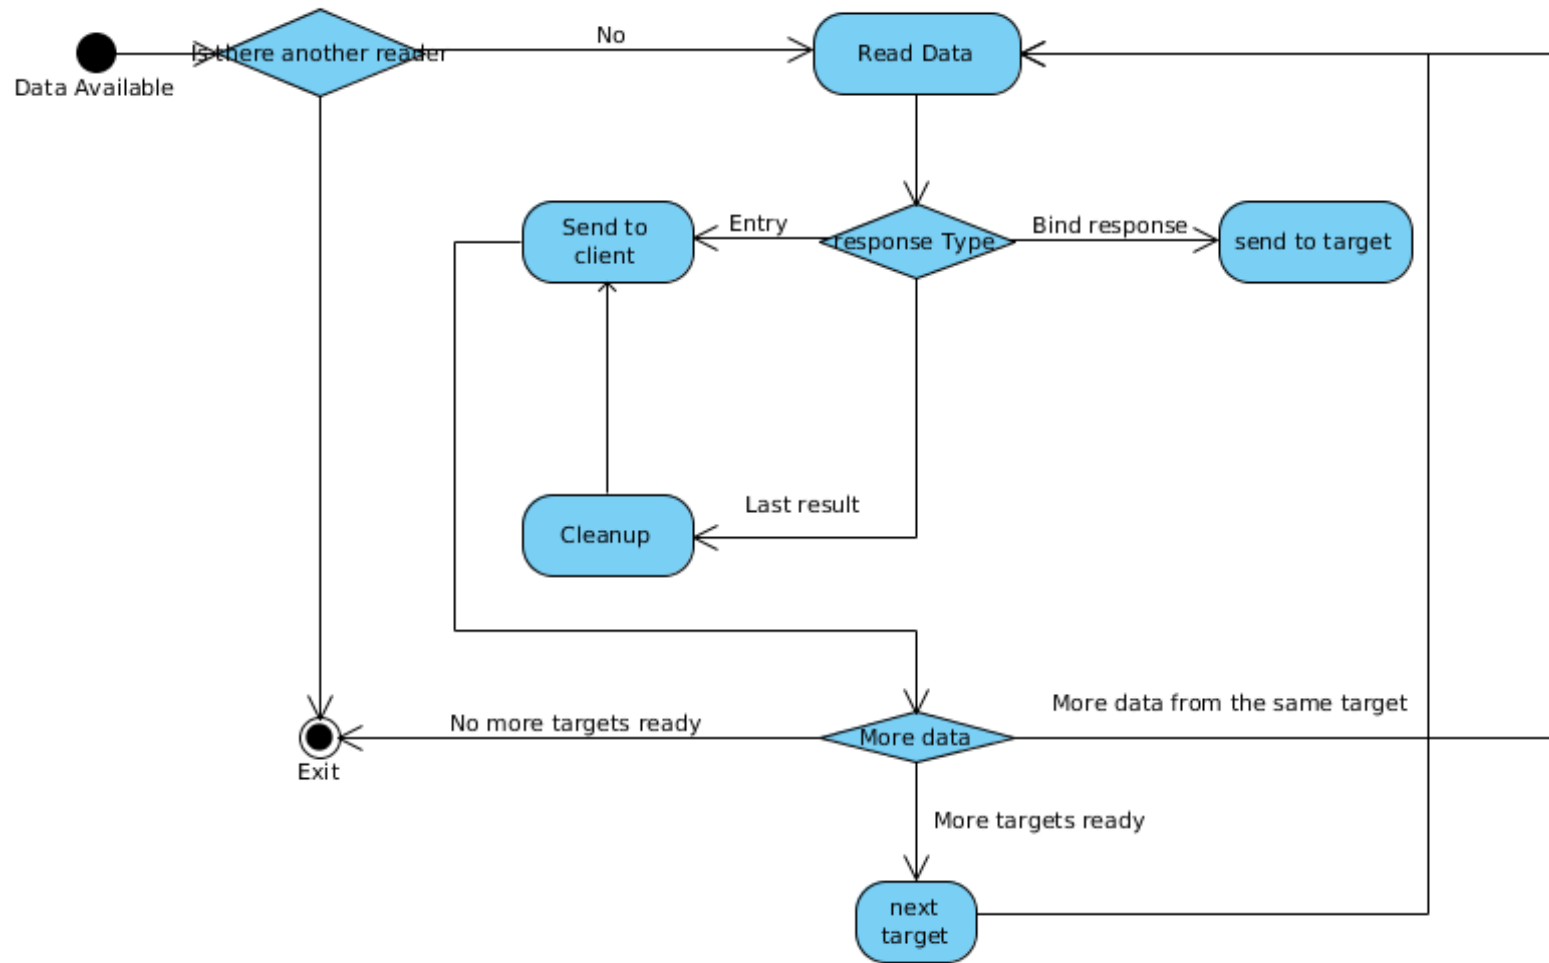 Is there another reader
No
Read Data
Data Available
Send to
client
Entry
response Type
Bind response
send to target
Last result
Cleanup
More data from the same target
No more targets ready
More data
Exit
More targets ready
next
target